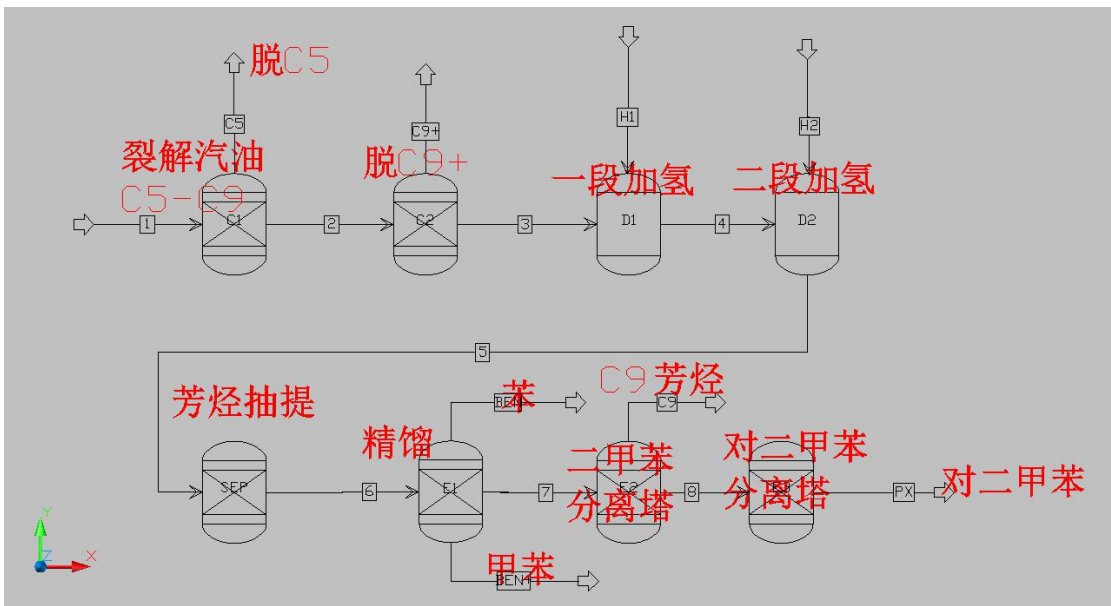 脱C5
C5
C9+
H1
H2
裂解汽油
C5-C9
脱C9+
一段加氢
二段加氢
1
C1
2
C2
3
D1
4
D2
5
芳烃抽提
精馏
苯
BEN
C9芳烃
C9
二甲苯
分离塔
对二甲苯
分离塔
对二甲苯
SEP
6
E1
7
E2
8
PX
甲苯
BEN+
Y
Z
X